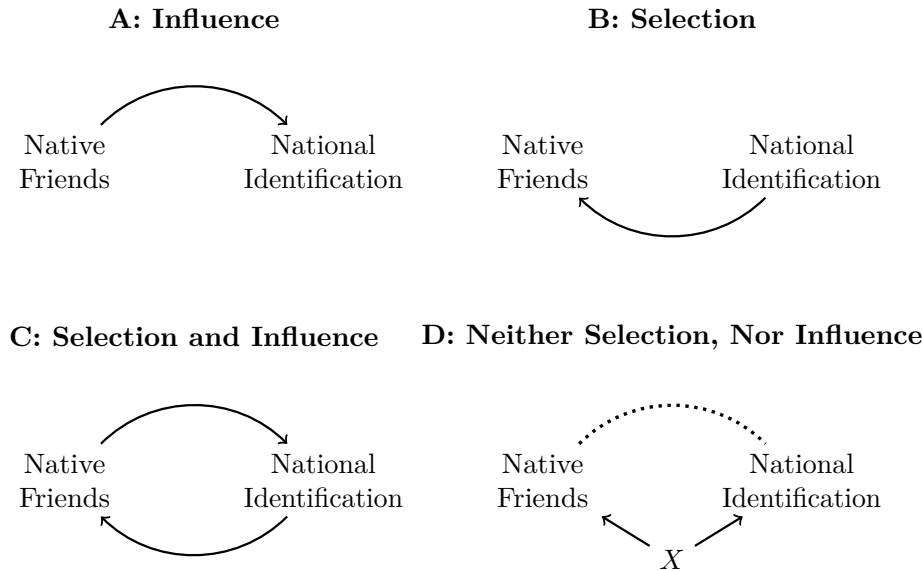 A: Influence
Native
Friends
National
Identification
B: Selection
Native
Friends
National
Identification
C: Selection and Influence
Native
Friends
National
Identification
D: Neither Selection, Nor Influence
Native
Friends
National
Identification
X